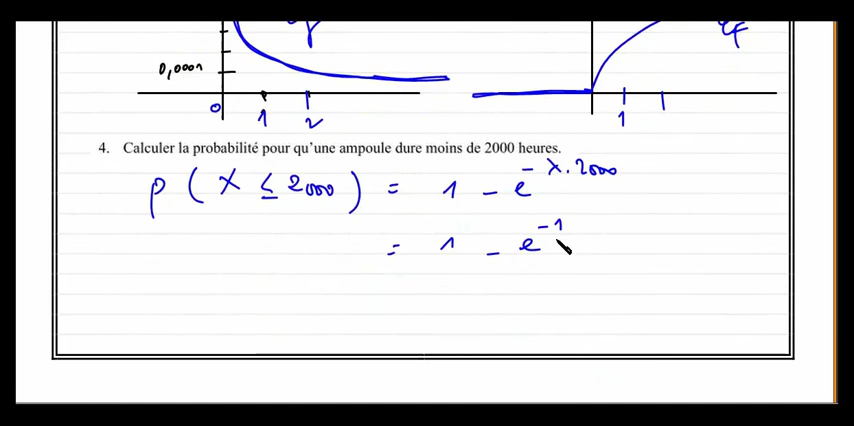 f
F
0,0001
0 1 2
1
4. Calculer la probabilité pour qu'une ampoule dure moins de 2000 heures.
P ( X ≤ 2000 ) = 1 - e^{-λ.2000}
= 1 - e^{-1}